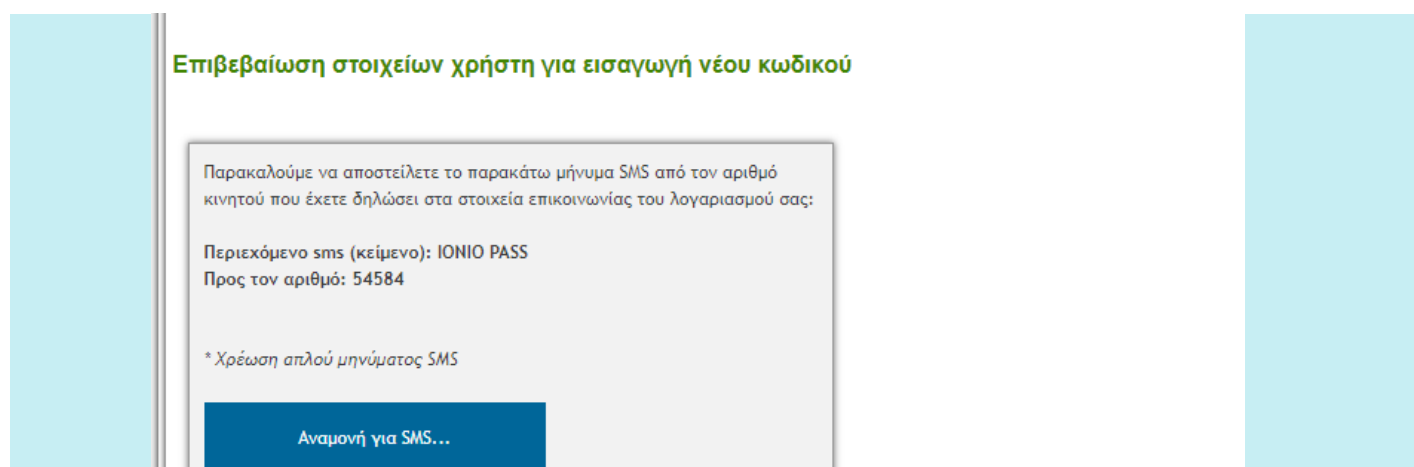 Επιβεβαίωση στοιχείων χρήστη για εισαγωγή νέου κωδικού
Παρακαλούμε να αποστείλετε το παρακάτω μήνυμα SMS από τον αριθμό
κινητού που έχετε δηλώσει στα στοιχεία επικοινωνίας του λογαριασμού σας:
Περιεχόμενο sms (κείμενο): IONIO PASS
Προς τον αριθμό: 54584
* Χρέωση απλού μηνύματος SMS
Αναμονή για SMS...